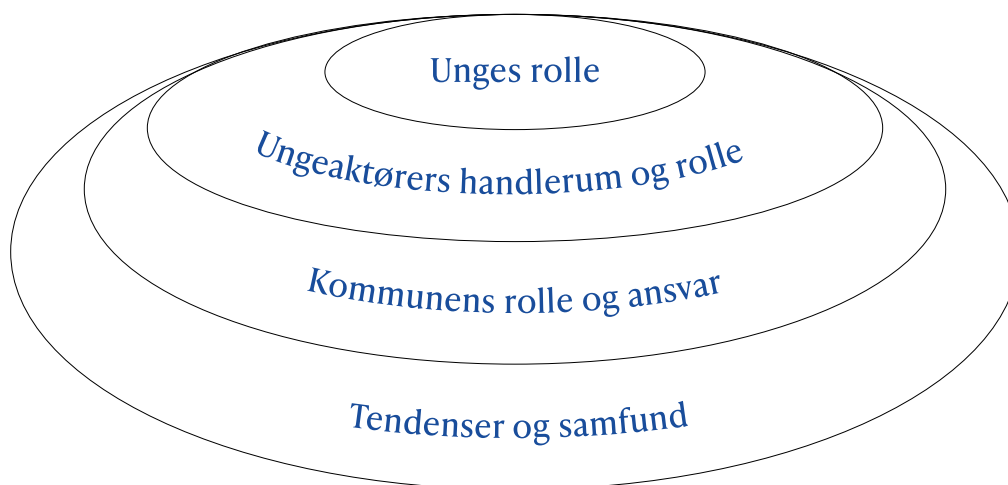 Unges rolle
Ungeaktørers handlerum og rolle
Kommunens rolle og ansvar
Tendenser og samfund